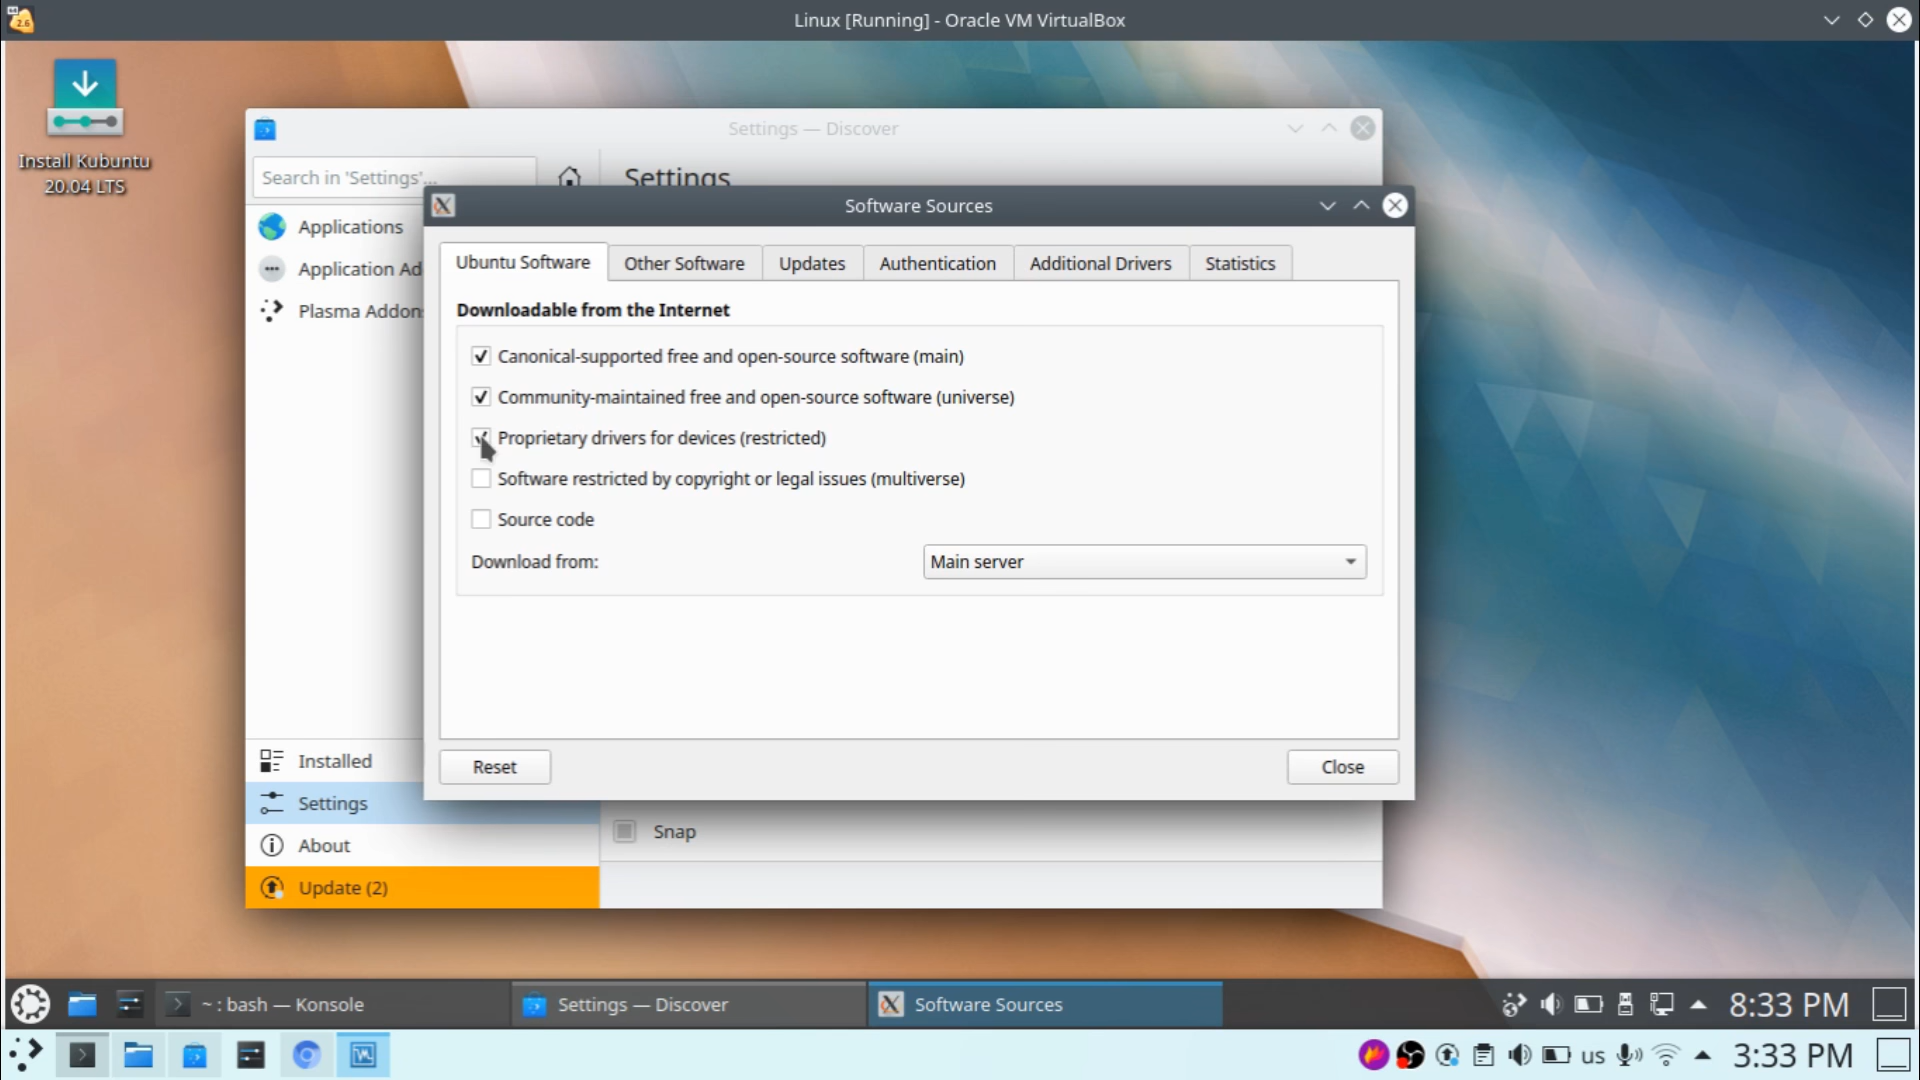 Linux [Running] - Oracle VM VirtualBox
Install Kubuntu
20.04 LTS
Settings — Discover
Search in 'Settings'...
Settings
Software Sources
Applications
Application Ad
Plasma Addon
Ubuntu Software
Other Software
Updates
Authentication
Additional Drivers
Statistics
Downloadable from the Internet
Canonical-supported free and open-source software (main)
Community-maintained free and open-source software (universe)
Proprietary drivers for devices (restricted)
Software restricted by copyright or legal issues (multiverse)
Source code
Download from:
Main server
Reset
Close
Installed
Settings
About
Update (2)
Snap
~ : bash — Konsole
Settings — Discover
Software Sources
8:33 PM
us
3:33 PM